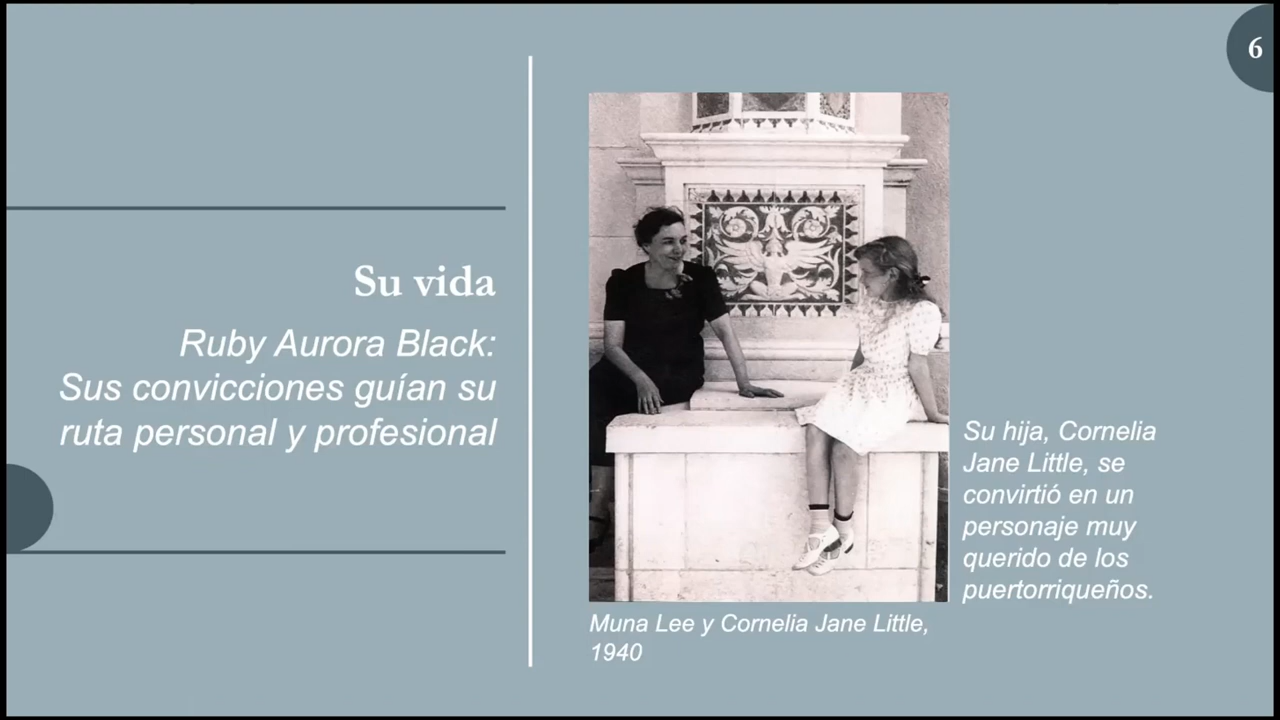 6
Su vida
Ruby Aurora Black:
Sus convicciones guían su
ruta personal y profesional
Su hija, Cornelia
Jane Little, se
convirtió en un
personaje muy
querido de los
puertorriqueños.
Muna Lee y Cornelia Jane Little,
1940